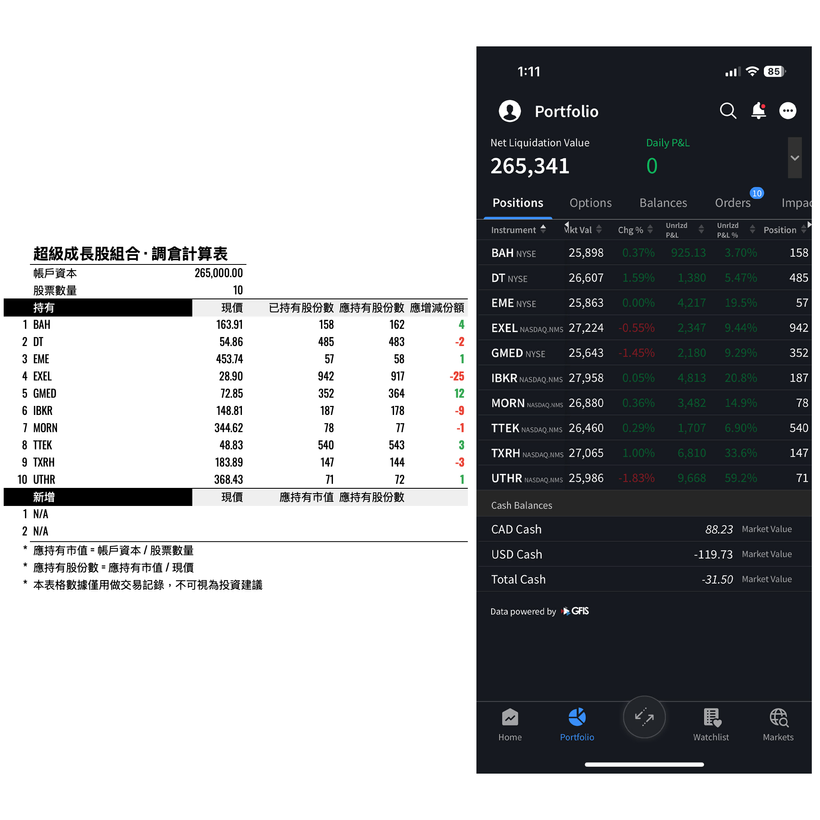 超級成長股組合 · 調倉計算表
帳戶資本 265,000.00
股票數量 10
持有 現價 已持有股份數 應持有股份數 應增減份額
1 BAH 163.91 158 162 4
2 DT 54.86 485 483 -2
3 EME 453.74 57 58 1
4 EXEL 28.90 942 917 -25
5 GMED 72.85 352 364 12
6 IBKR 148.81 187 178 -9
7 MORN 344.62 78 77 -1
8 TTEK 48.83 540 543 3
9 TXRH 183.89 147 144 -3
10 UTHR 368.43 71 72 1
新增 現價 應持有市值 應持有股份數
1 N/A
2 N/A
* 應持有市值 = 帳戶資本 / 股票數量
* 應持有股份數 = 應持有市值 / 現價
* 本表格數據僅用做交易記錄，不可視為投資建議
1:11 85
Portfolio
Net Liquidation Value Daily P&L
265,341 0
Positions Options Balances Orders 10 Impac
Instrument Mkt Val Chg % Unrlzd P&L Unrlzd P&L % Position
BAH NYSE 25,898 0.37% 925.13 3.70% 158
DT NYSE 26,607 1.59% 1,380 5.47% 485
EME NYSE 25,863 0.00% 4,217 19.5% 57
EXEL NASDAQ.NMS 27,224 -0.55% 2,347 9.44% 942
GMED NYSE 25,643 -1.45% 2,180 9.29% 352
IBKR NASDAQ.NMS 27,958 0.05% 4,813 20.8% 187
MORN NASDAQ.NMS 26,880 0.36% 3,482 14.9% 78
TTEK NASDAQ.NMS 26,460 0.29% 1,707 6.90% 540
TXRH NASDAQ.NMS 27,065 1.00% 6,810 33.6% 147
UTHR NASDAQ.NMS 25,986 -1.83% 9,668 59.2% 71
Cash Balances
CAD Cash 88.23 Market Value
USD Cash -119.73 Market Value
Total Cash -31.50 Market Value
Data powered by GFIS
Home Portfolio Watchlist Markets